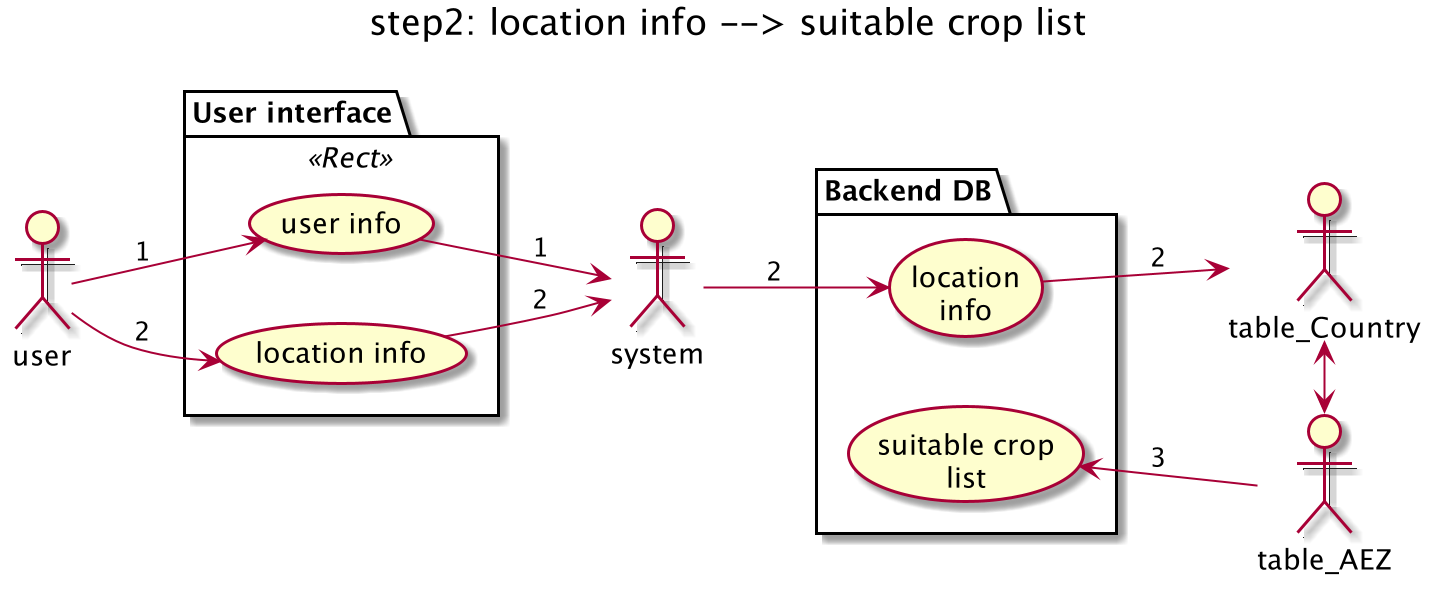 step2: location info --> suitable crop list
User interface
«Rect»
user info
location info
user
1
2
1
2
system
2
Backend DB
location
info
suitable crop
list
2
3
table_Country
table_AEZ